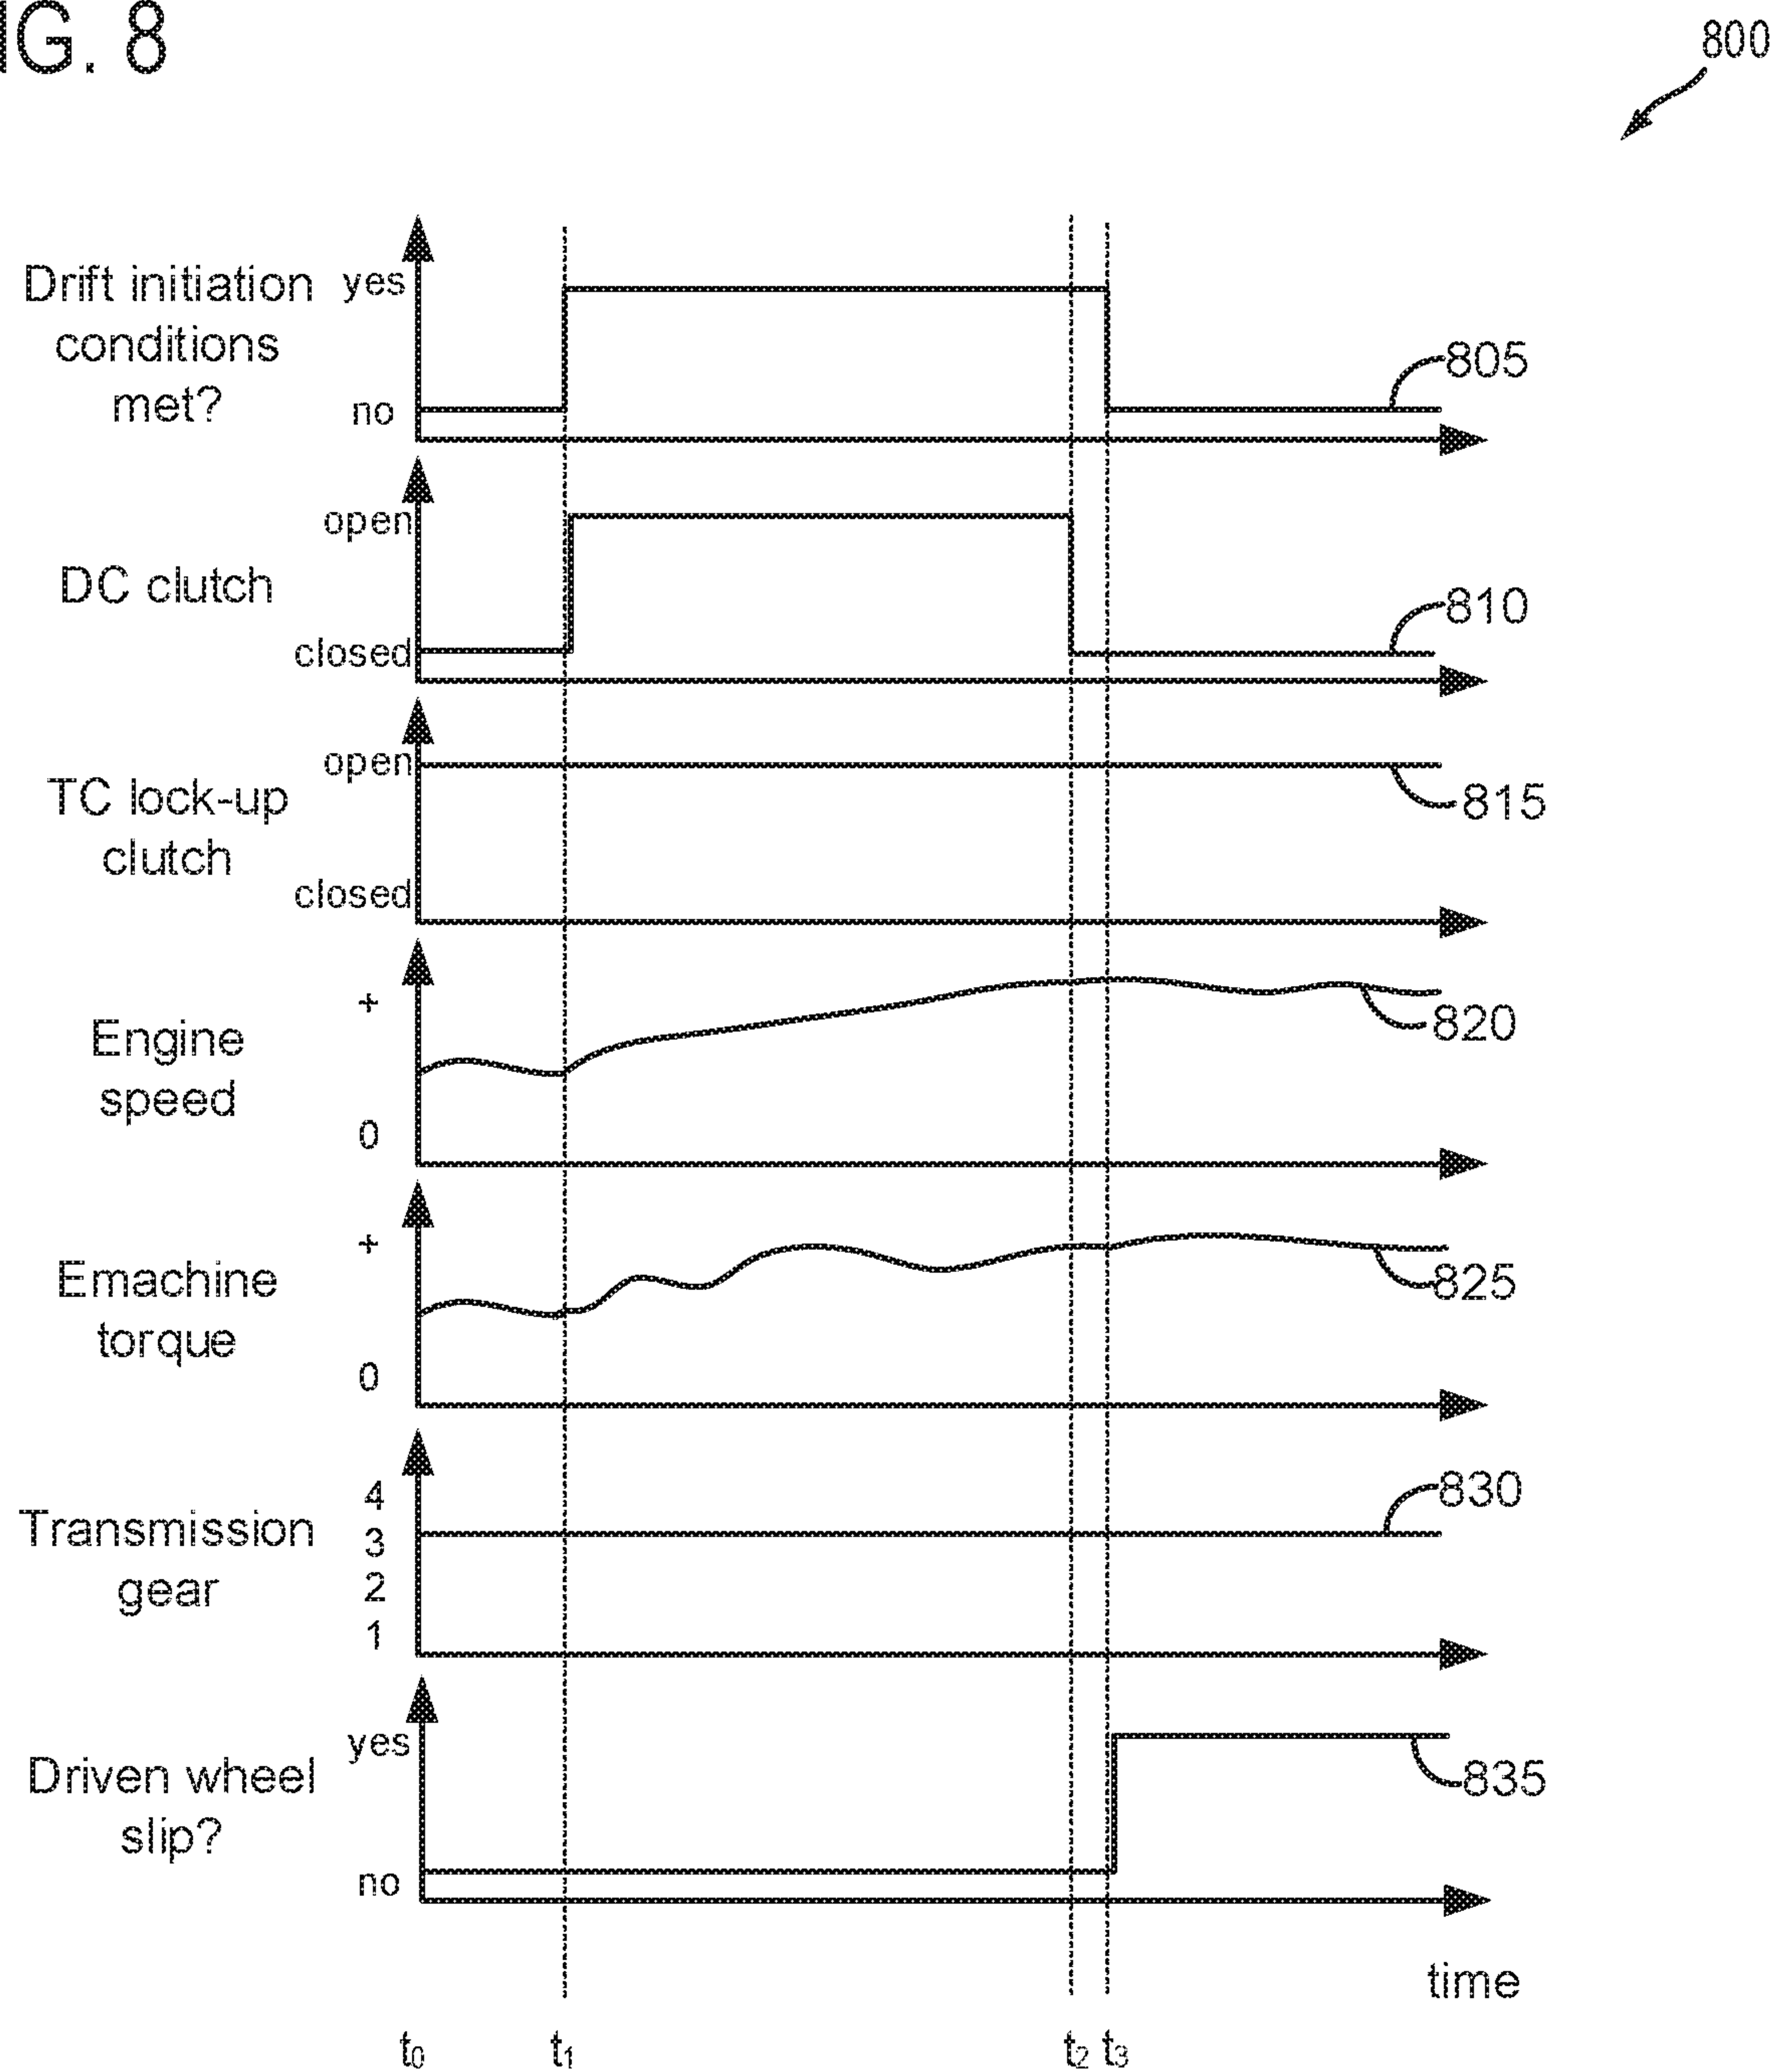 IG. 8
800
Drift initiation
conditions
met?
yes
no
805
DC clutch
open
closed
810
TC lock-up
clutch
open
closed
815
Engine
speed
+
0
820
Emachine
torque
+
0
825
Transmission
gear
4
3
2
1
830
Driven wheel
slip?
yes
no
835
time
t0
t1
t2
t3